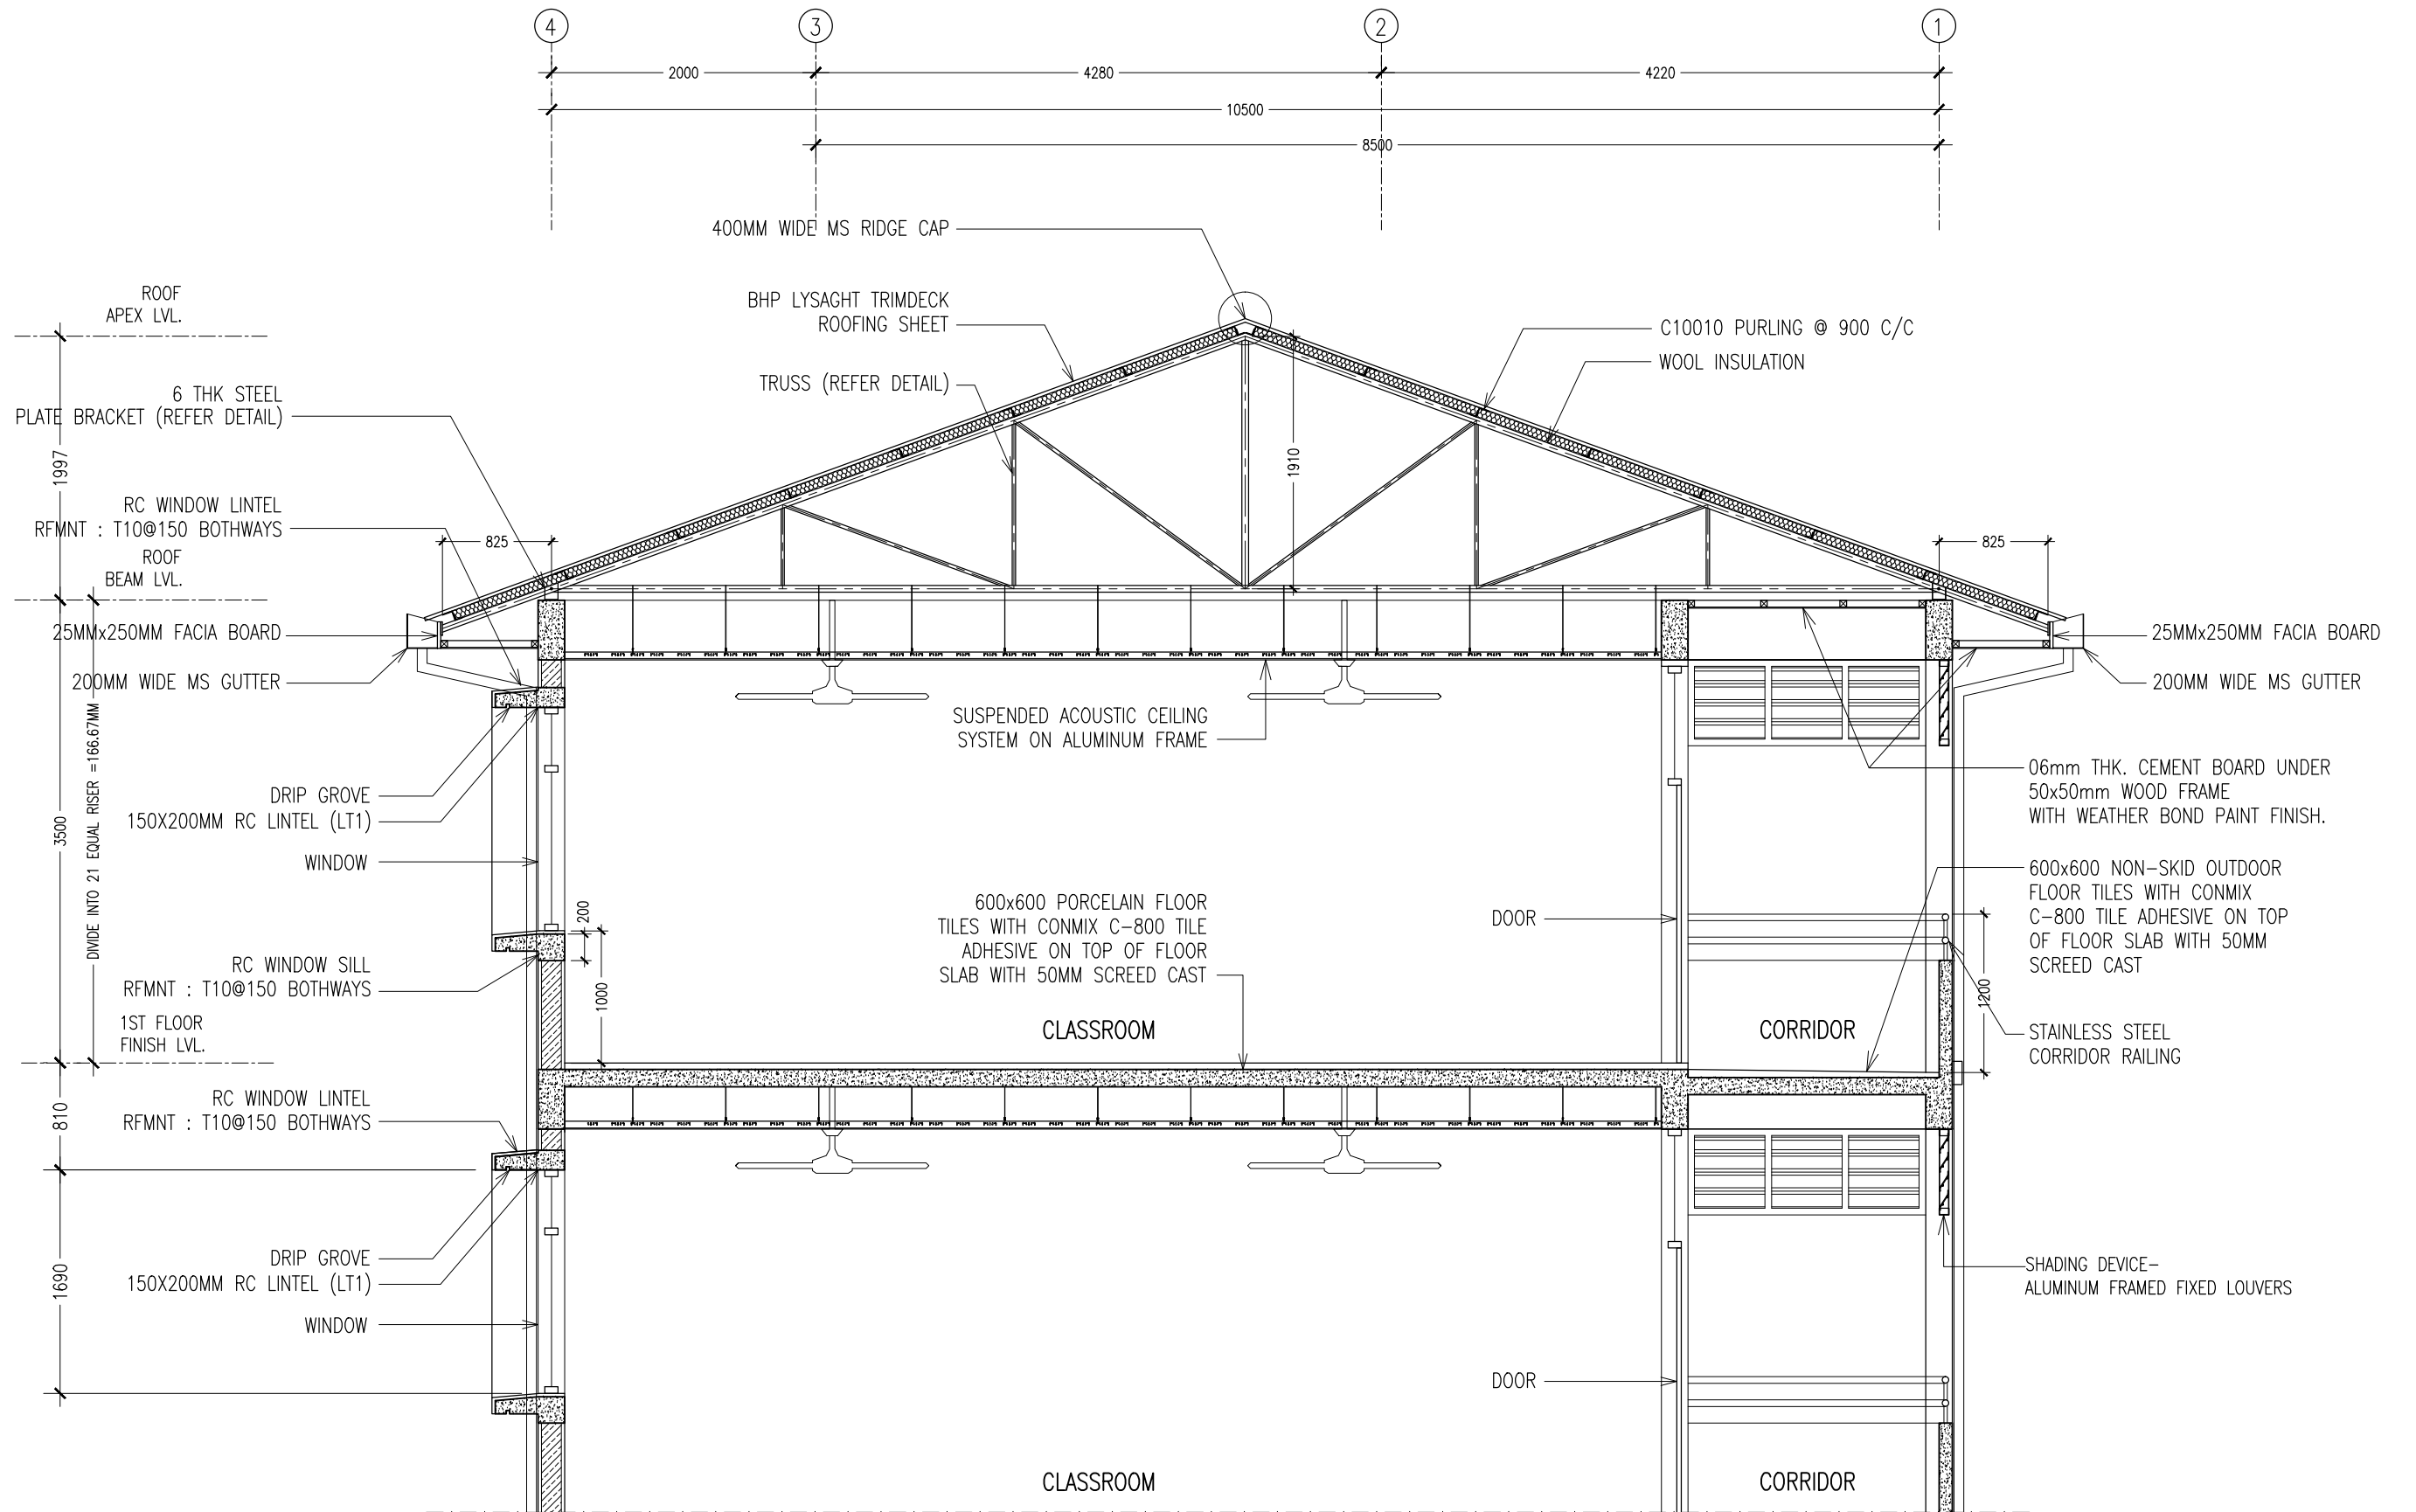 4 3 2 1
2000 4280 4220
10500
8500
400MM WIDE MS RIDGE CAP
ROOF
APEX LVL.
BHP LYSAGHT TRIMDECK
ROOFING SHEET
C10010 PURLING @ 900 C/C
WOOL INSULATION
TRUSS (REFER DETAIL)
6 THK STEEL
PLATE BRACKET (REFER DETAIL)
1997
1910
RC WINDOW LINTEL
RFMNT : T10@150 BOTHWAYS
825
825
ROOF
BEAM LVL.
25MMx250MM FACIA BOARD
25MMx250MM FACIA BOARD
200MM WIDE MS GUTTER
200MM WIDE MS GUTTER
SUSPENDED ACOUSTIC CEILING
SYSTEM ON ALUMINUM FRAME
DRIP GROVE
150X200MM RC LINTEL (LT1)
WINDOW
3500
DIVIDE INTO 21 EQUAL RISER =166.67MM
06mm THK. CEMENT BOARD UNDER
50x50mm WOOD FRAME
WITH WEATHER BOND PAINT FINISH.
600x600 NON-SKID OUTDOOR
FLOOR TILES WITH CONMIX
C-800 TILE ADHESIVE ON TOP
OF FLOOR SLAB WITH 50MM
SCREED CAST
600x600 PORCELAIN FLOOR
TILES WITH CONMIX C-800 TILE
ADHESIVE ON TOP OF FLOOR
SLAB WITH 50MM SCREED CAST
DOOR
200
1000
1200
RC WINDOW SILL
RFMNT : T10@150 BOTHWAYS
1ST FLOOR
FINISH LVL.
CLASSROOM
CORRIDOR
STAINLESS STEEL
CORRIDOR RAILING
RC WINDOW LINTEL
RFMNT : T10@150 BOTHWAYS
810
DRIP GROVE
150X200MM RC LINTEL (LT1)
WINDOW
1690
SHADING DEVICE-
ALUMINUM FRAMED FIXED LOUVERS
DOOR
CLASSROOM
CORRIDOR